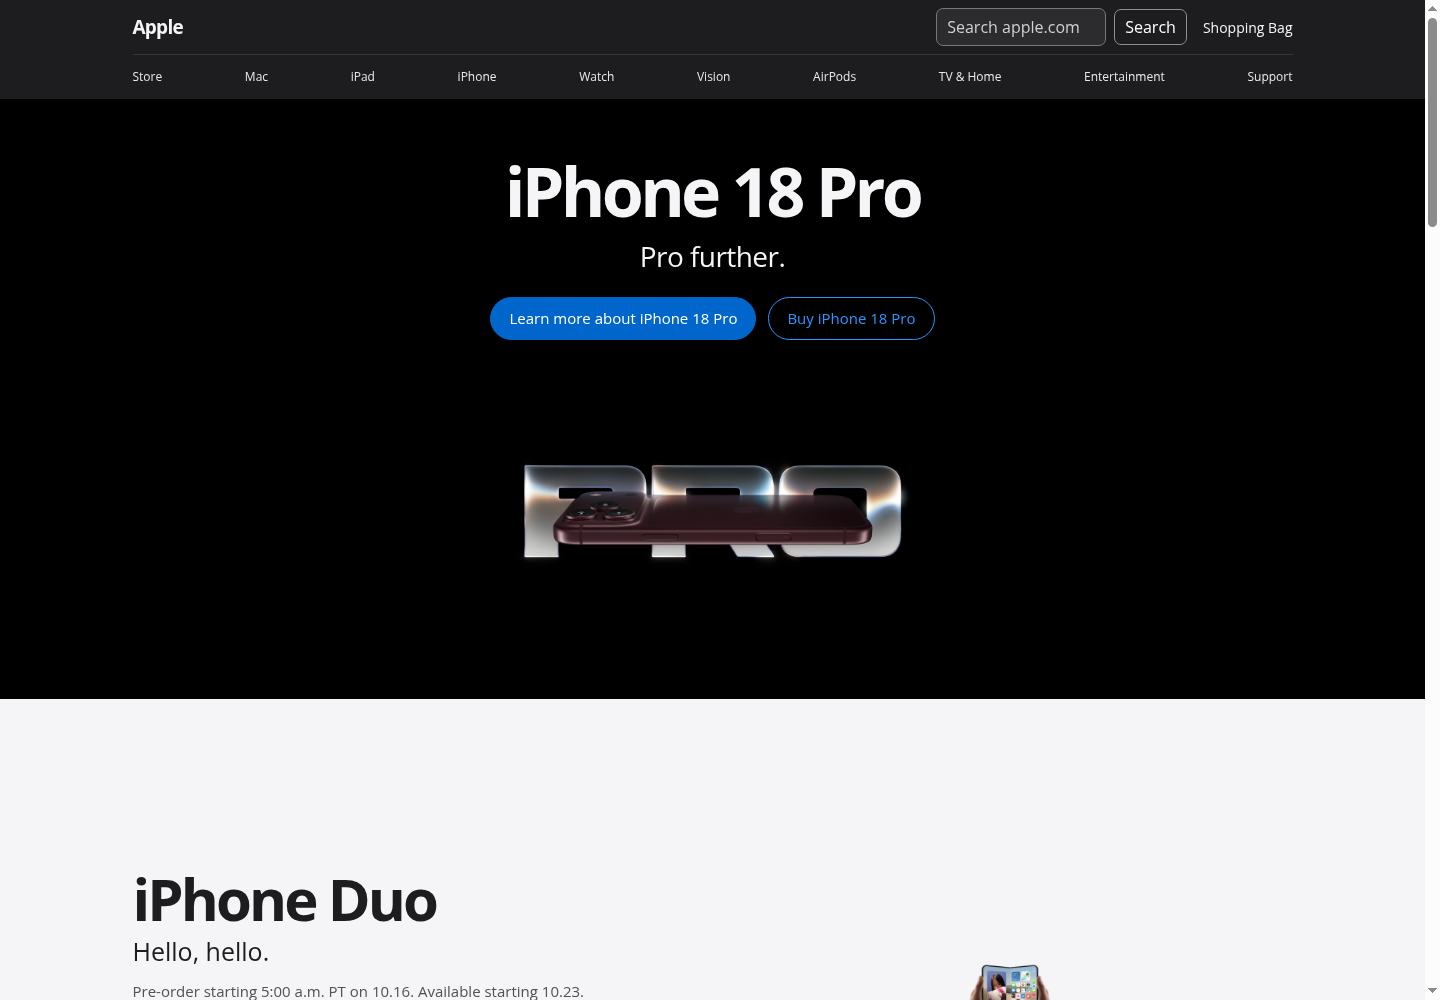 Apple
Search apple.com
Search
Shopping Bag
Store
Mac
iPad
iPhone
Watch
Vision
AirPods
TV & Home
Entertainment
Support
iPhone 18 Pro
Pro further.
Learn more about iPhone 18 Pro
Buy iPhone 18 Pro
PRO
iPhone Duo
Hello, hello.
Pre-order starting 5:00 a.m. PT on 10.16. Available starting 10.23.